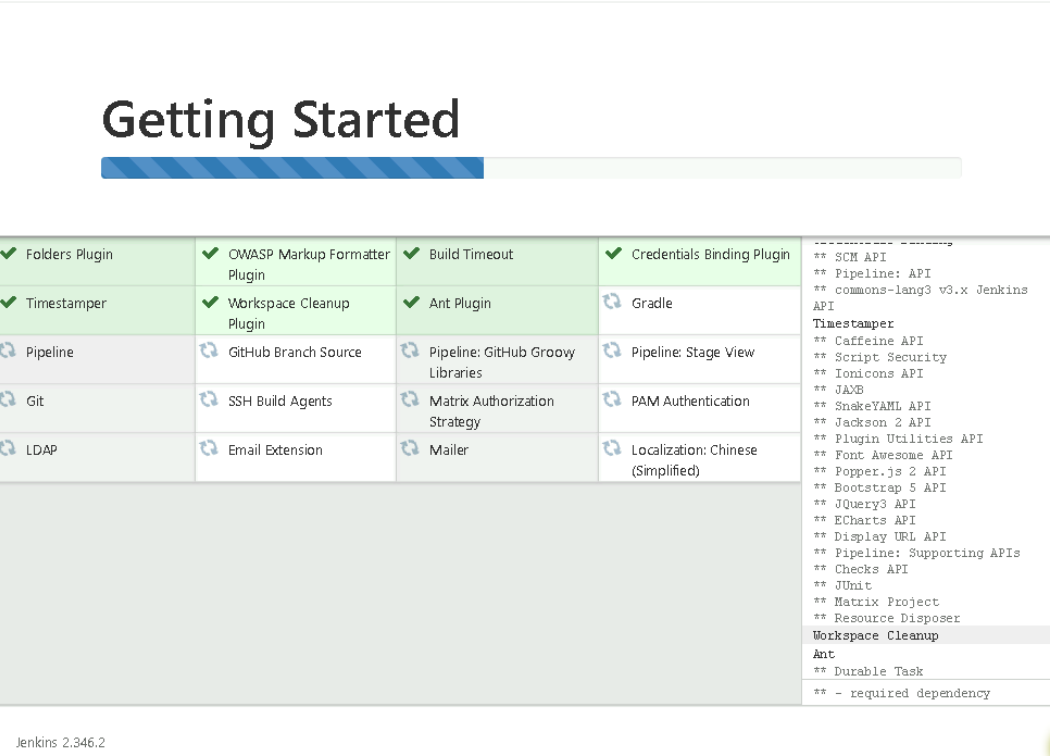 Getting Started
Folders Plugin
OWASP Markup Formatter
Plugin
Build Timeout
Credentials Binding Plugin
Timestamper
Workspace Cleanup
Plugin
Ant Plugin
Gradle
Pipeline
GitHub Branch Source
Pipeline: GitHub Groovy
Libraries
Pipeline: Stage View
Git
SSH Build Agents
Matrix Authorization
Strategy
PAM Authentication
LDAP
Email Extension
Mailer
Localization: Chinese
(Simplified)
** SCM API
** Pipeline: API
** commons-lang3 v3.x Jenkins
API
Timestamper
** Caffeine API
** Script Security
** Ionicons API
** JAXB
** SnakeYAML API
** Jackson 2 API
** Plugin Utilities API
** Font Awesome API
** Popper.js 2 API
** Bootstrap 5 API
** JQuery3 API
** ECharts API
** Display URL API
** Pipeline: Supporting APIs
** Checks API
** JUnit
** Matrix Project
** Resource Disposer
Workspace Cleanup
Ant
** Durable Task
** - required dependency
Jenkins 2.346.2